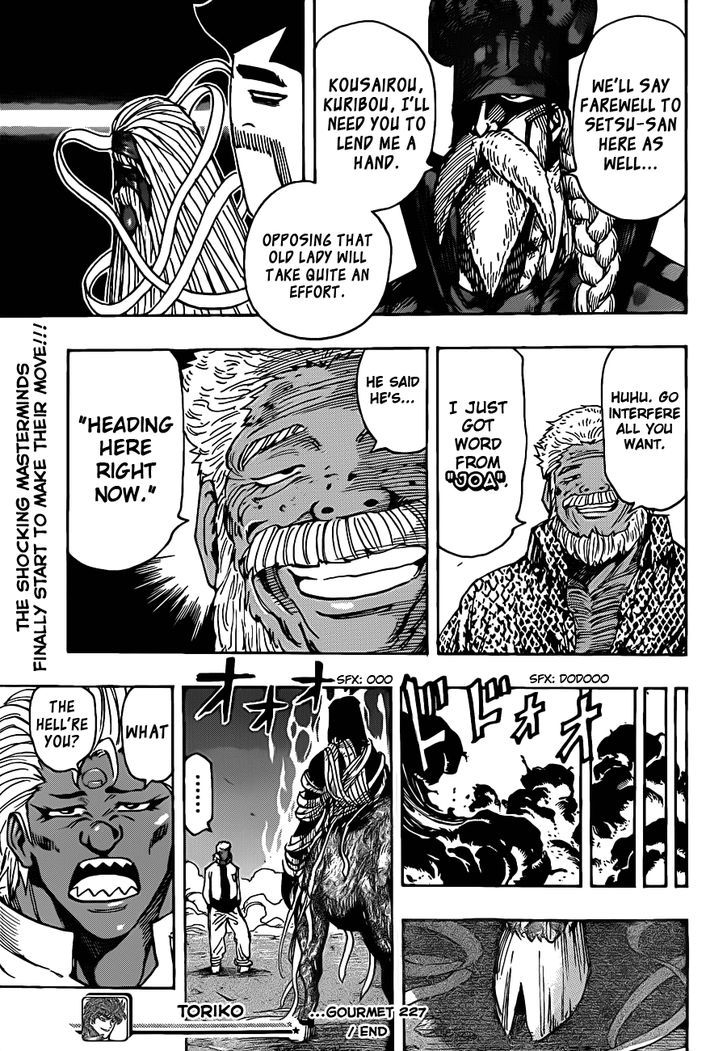 WE'LL SAY
FAREWELL TO
SETSU-SAN
HERE AS
WELL...
KOUSAIROU,
KURIBOU, I'LL
NEED YOU TO
LEND ME A
HAND.
OPPOSING THAT
OLD LADY WILL
TAKE QUITE AN
EFFORT.
HUHU. GO
INTERFERE
ALL YOU
WANT.
I JUST
GOT
WORD
FROM
"JOA".
HE SAID
HE'S...
"HEADING
HERE
RIGHT
NOW."
THE SHOCKING MASTERMINDS
FINALLY START TO MAKE THEIR MOVE!!!
SFX: DODOOO
ドドォオ
SFX: OOO
オォオ
......
WHAT
THE
HELL'RE
YOU?
TORIKO
...GOURMET 227
/ END